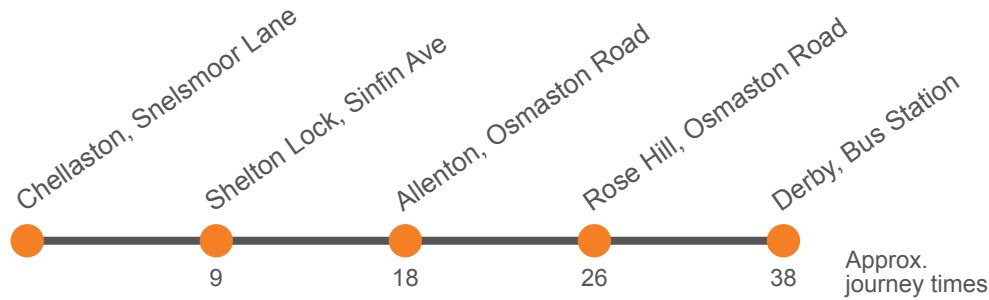 Chellaston, Snelsmoor Lane
Shelton Lock, Sinfin Ave
Allenton, Osmaston Road
Rose Hill, Osmaston Road
Derby, Bus Station
9
18
26
38
Approx.
journey times